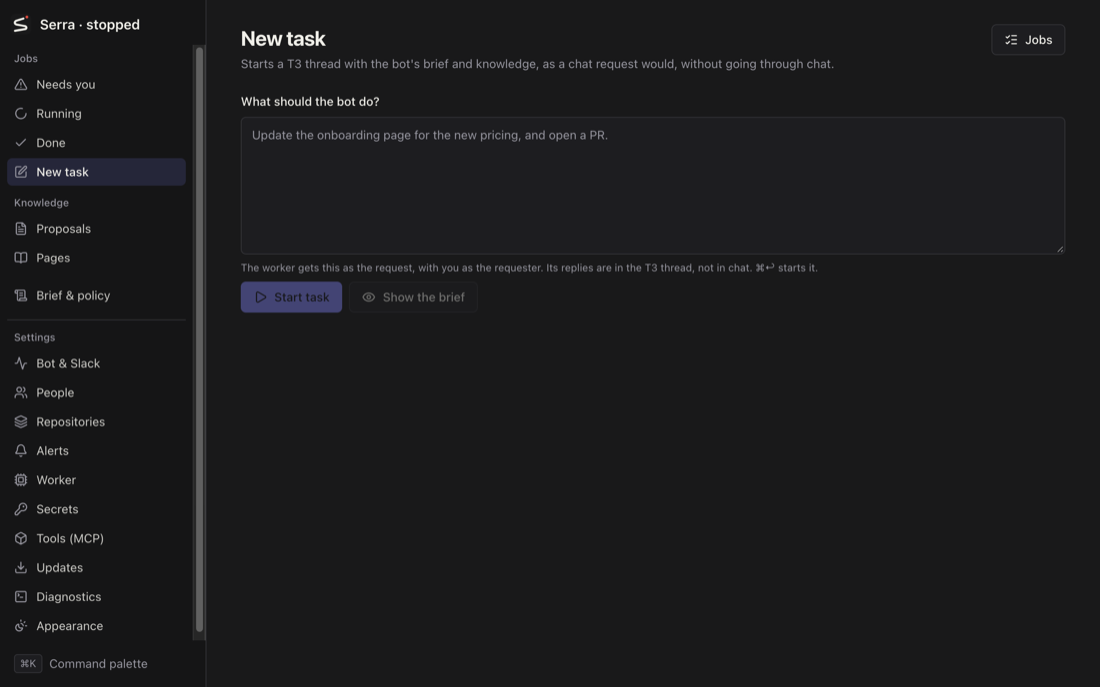 Serra · stopped
Jobs
Needs you
Running
Done
New task
Knowledge
Proposals
Pages
Brief & policy
Settings
Bot & Slack
People
Repositories
Alerts
Worker
Secrets
Tools (MCP)
Updates
Diagnostics
Appearance
⌘K Command palette
New task
Jobs
Starts a T3 thread with the bot's brief and knowledge, as a chat request would, without going through chat.
What should the bot do?
Update the onboarding page for the new pricing, and open a PR.
The worker gets this as the request, with you as the requester. Its replies are in the T3 thread, not in chat. ⌘↩ starts it.
Start task
Show the brief